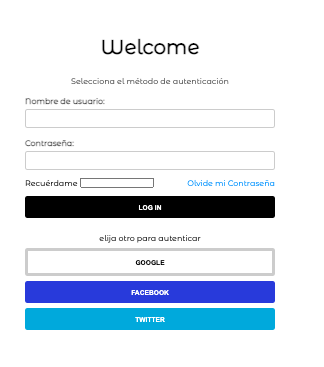 Welcome
Selecciona el método de autenticación
Nombre de usuario:
Contraseña:
Recuérdame Olvide mi Contraseña
LOG IN
elija otro para autenticar
GOOGLE
FACEBOOK
TWITTER